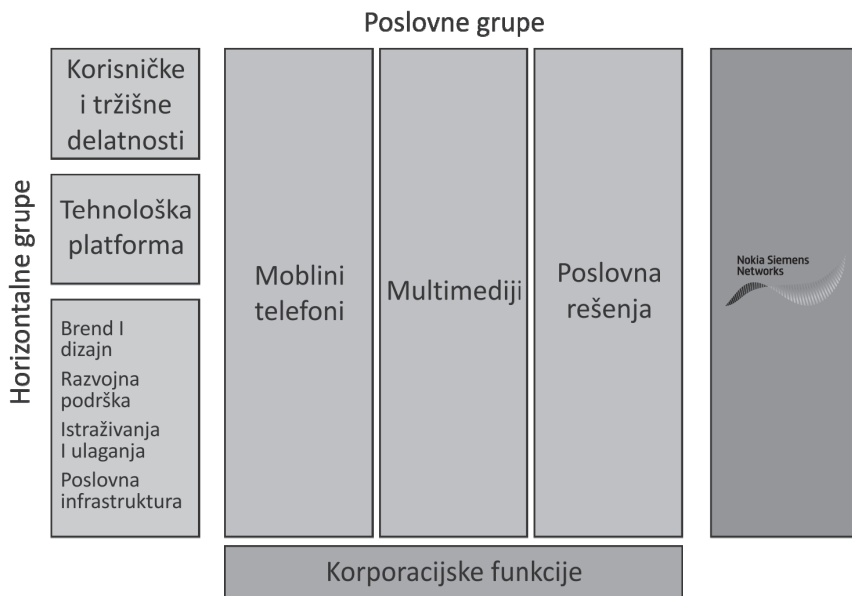 Poslovne grupe
Horizontalne grupe
Korisničke
i tržišne
delatnosti
Tehnološka
platforma
Brend I
dizajn
Razvojna
podrška
Istraživanja
I ulaganja
Poslovna
infrastruktura
Moblini
telefoni
Multimediji
Poslovna
rešenja
Nokia Siemens
Networks
Korporacijske funkcije